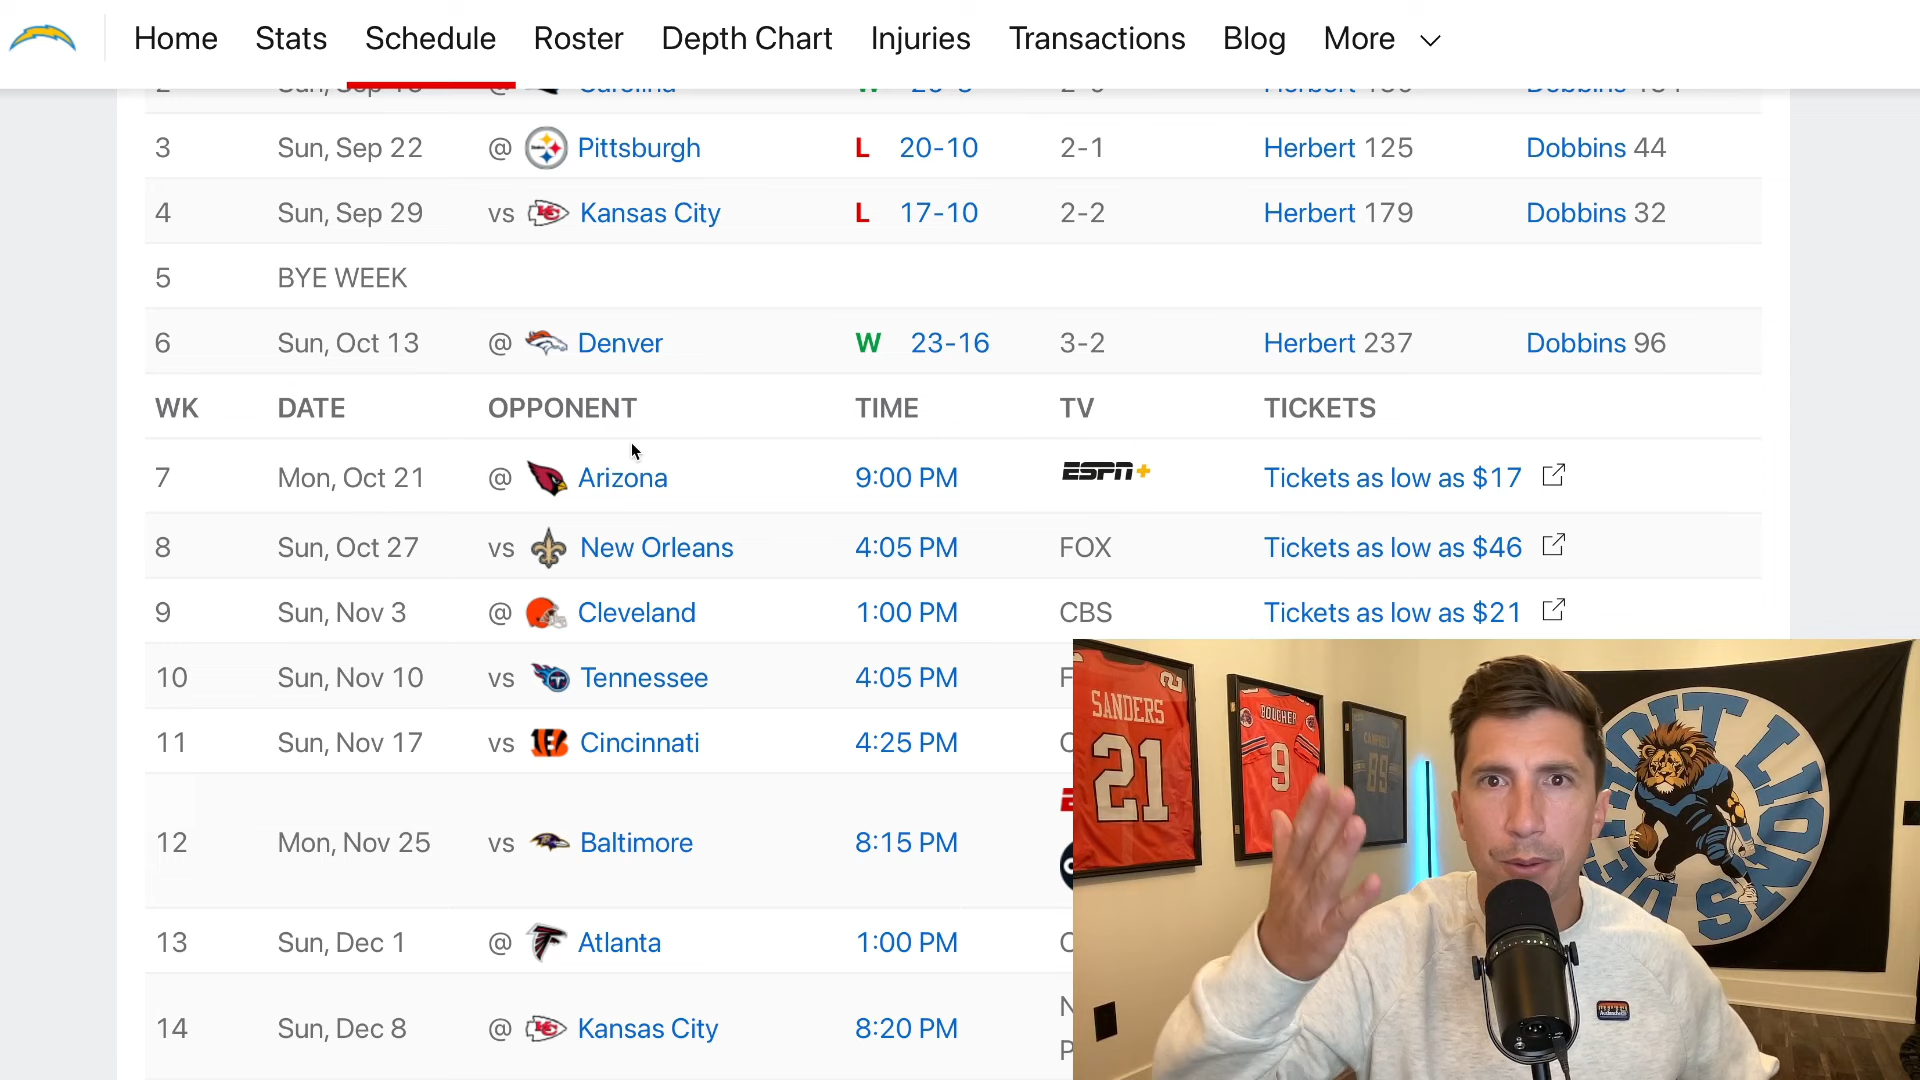 Home Stats Schedule Roster Depth Chart Injuries Transactions Blog More
3 Sun, Sep 22 @ Pittsburgh L 20-10 2-1 Herbert 125 Dobbins 44
4 Sun, Sep 29 vs Kansas City L 17-10 2-2 Herbert 179 Dobbins 32
5 BYE WEEK
6 Sun, Oct 13 @ Denver W 23-16 3-2 Herbert 237 Dobbins 96
WK DATE OPPONENT TIME TV TICKETS
7 Mon, Oct 21 @ Arizona 9:00 PM ESPN+ Tickets as low as $17
8 Sun, Oct 27 vs New Orleans 4:05 PM FOX Tickets as low as $46
9 Sun, Nov 3 @ Cleveland 1:00 PM CBS Tickets as low as $21
10 Sun, Nov 10 vs Tennessee 4:05 PM
11 Sun, Nov 17 vs Cincinnati 4:25 PM
12 Mon, Nov 25 vs Baltimore 8:15 PM
13 Sun, Dec 1 @ Atlanta 1:00 PM
14 Sun, Dec 8 @ Kansas City 8:20 PM
SANDERS
21
BOUCHER
9
CAMPBELL
89